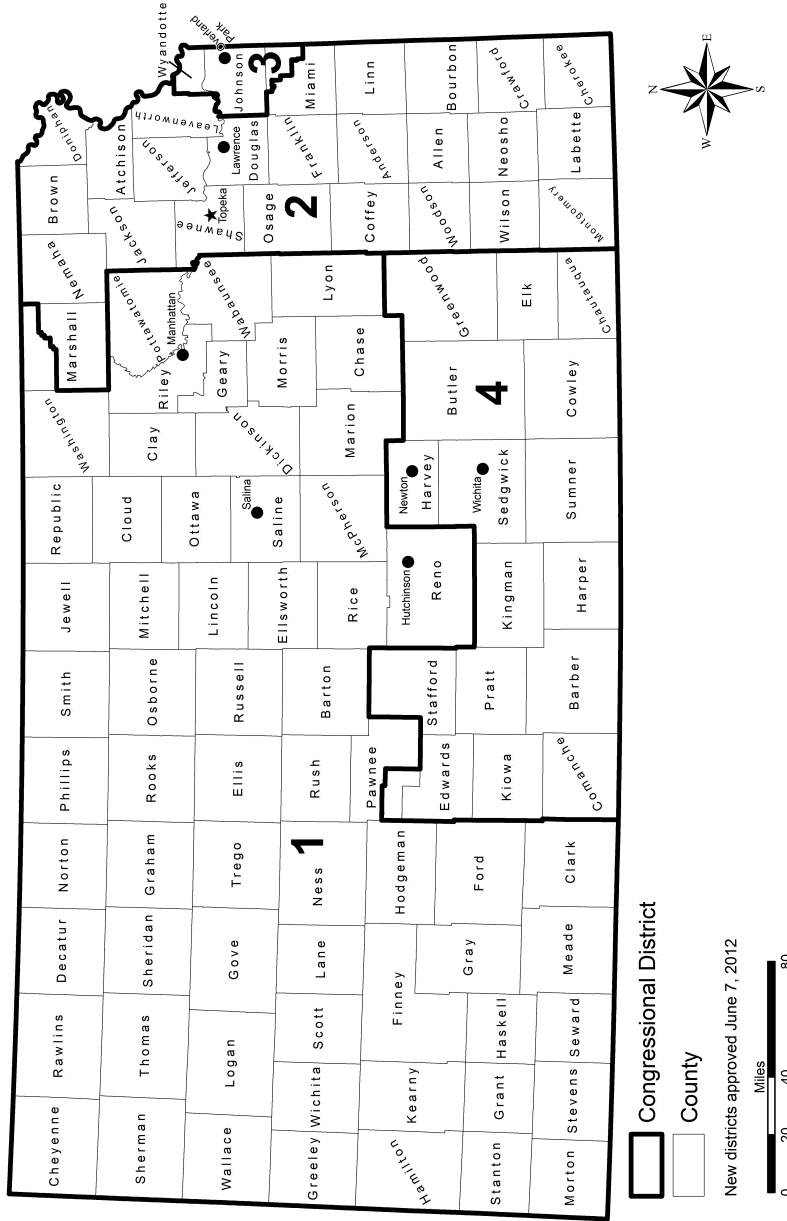 Cheyenne
Rawlins
Decatur
Norton
Phillips
Smith
Jewell
Republic
Washington
Marshall
Nemaha
Brown
Doniphan
Sherman
Thomas
Sheridan
Graham
Rooks
Osborne
Mitchell
Cloud
Clay
Riley
Pottawatomie
Manhattan
Jackson
Atchison
Jefferson
Leavenworth
Wyandotte
Wallace
Logan
Gove
Trego
Ellis
Russell
Lincoln
Ottawa
Salina
Saline
Dickinson
Geary
Wabaunsee
Shawnee
Topeka
Lawrence
Douglas
Johnson
Overland
Park
3
Greeley
Wichita
Scott
Lane
Ness
1
Rush
Barton
Ellsworth
Rice
McPherson
Marion
Morris
Chase
Lyon
Osage
2
Franklin
Miami
Hamilton
Kearny
Finney
Hodgeman
Pawnee
Stafford
Hutchinson
Reno
Newton
Harvey
Butler
4
Greenwood
Coffey
Anderson
Linn
Stanton
Grant
Haskell
Gray
Ford
Edwards
Kiowa
Pratt
Kingman
Wichita
Sedgwick
Elk
Woodson
Allen
Bourbon
Wilson
Neosho
Crawford
Morton
Stevens
Seward
Meade
Clark
Comanche
Barber
Harper
Sumner
Cowley
Chautauqua
Montgomery
Labette
Cherokee
Congressional District
County
New districts approved June 7, 2012
Miles
0 20 40 80
N
E
S
W